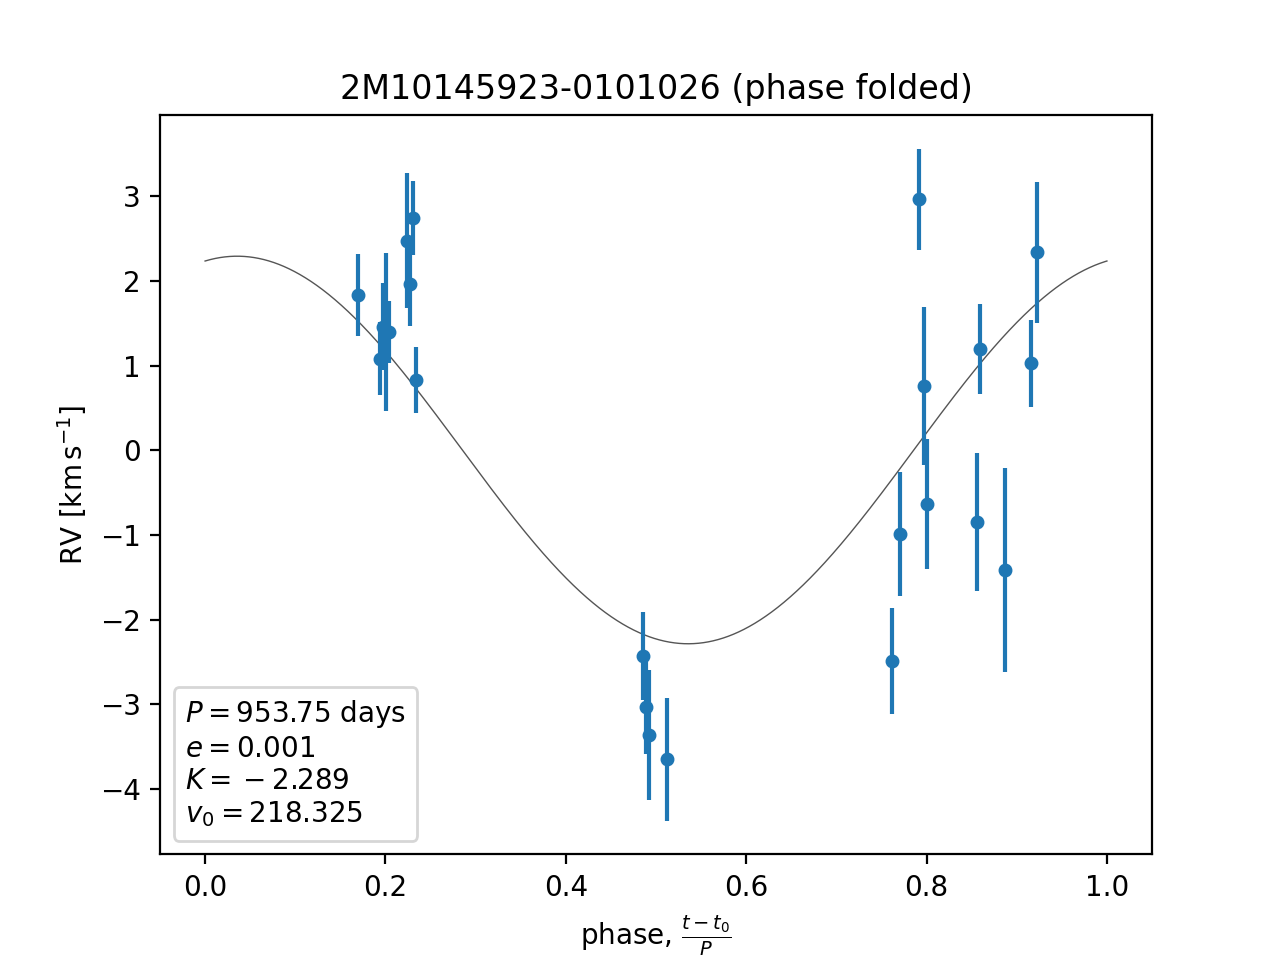 2M10145923-0101026 (phase folded)
RV [km s⁻¹]
3
2
1
0
−1
−2
−3
−4
P = 953.75 days
e = 0.001
K = −2.289
v₀ = 218.325
0.0 0.2 0.4 0.6 0.8 1.0
phase, (t − t₀)/P